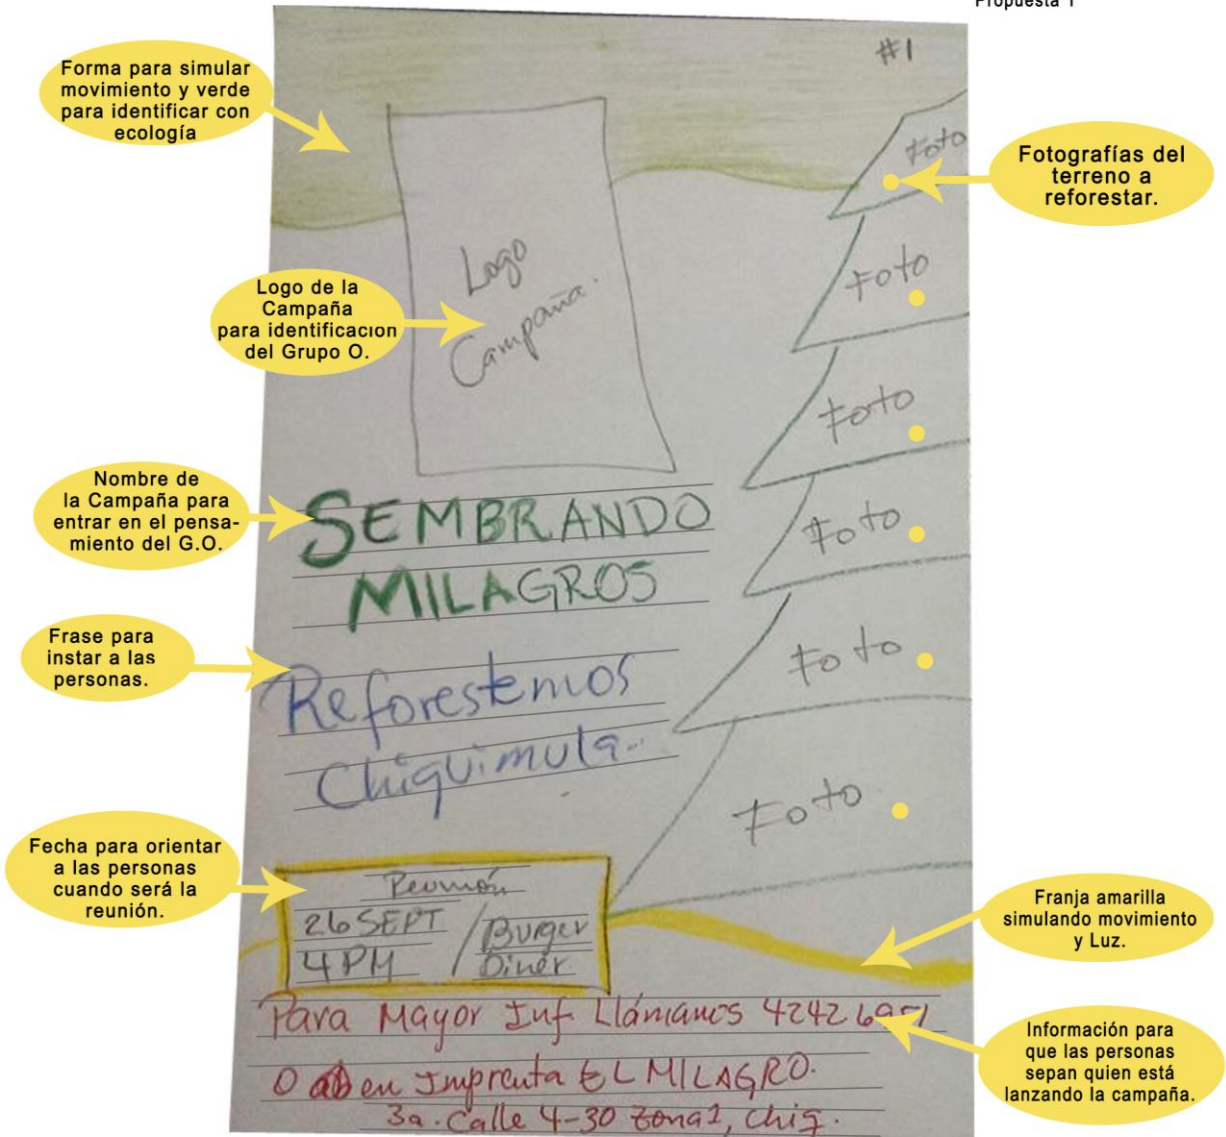 Propuesta 1
#1
Forma para simular
movimiento y verde
para identificar con
ecología
Foto
Fotografías del
terreno a
reforestar.
Logo
Campaña.
Foto
Logo de la
Campaña
para identificación
del Grupo O.
Foto
Nombre de
la Campaña para
entrar en el pensa-
miento del G.O.
SEMBRANDO
MILAGROS
Foto
Frase para
instar a las
personas.
Reforestemos
Chiquimula.
Foto
Foto
Fecha para orientar
a las personas
cuando será la
reunión.
Reunión
26 SEPT
4 PM
/ Burger
Diner
Franja amarilla
simulando movimiento
y Luz.
Para Mayor Inf Llámanos 4242
O en Imprenta EL MILAGRO.
3a. Calle 4-30 zona 1, Chiq.
Información para
que las personas
sepan quien está
lanzando la campaña.